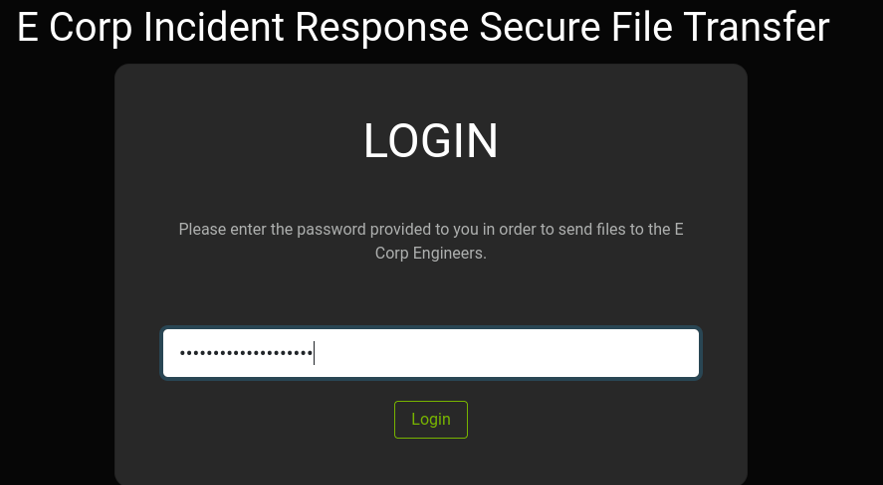 E Corp Incident Response Secure File Transfer
LOGIN
Please enter the password provided to you in order to send files to the E
Corp Engineers.
••••••••••••••••••••
Login